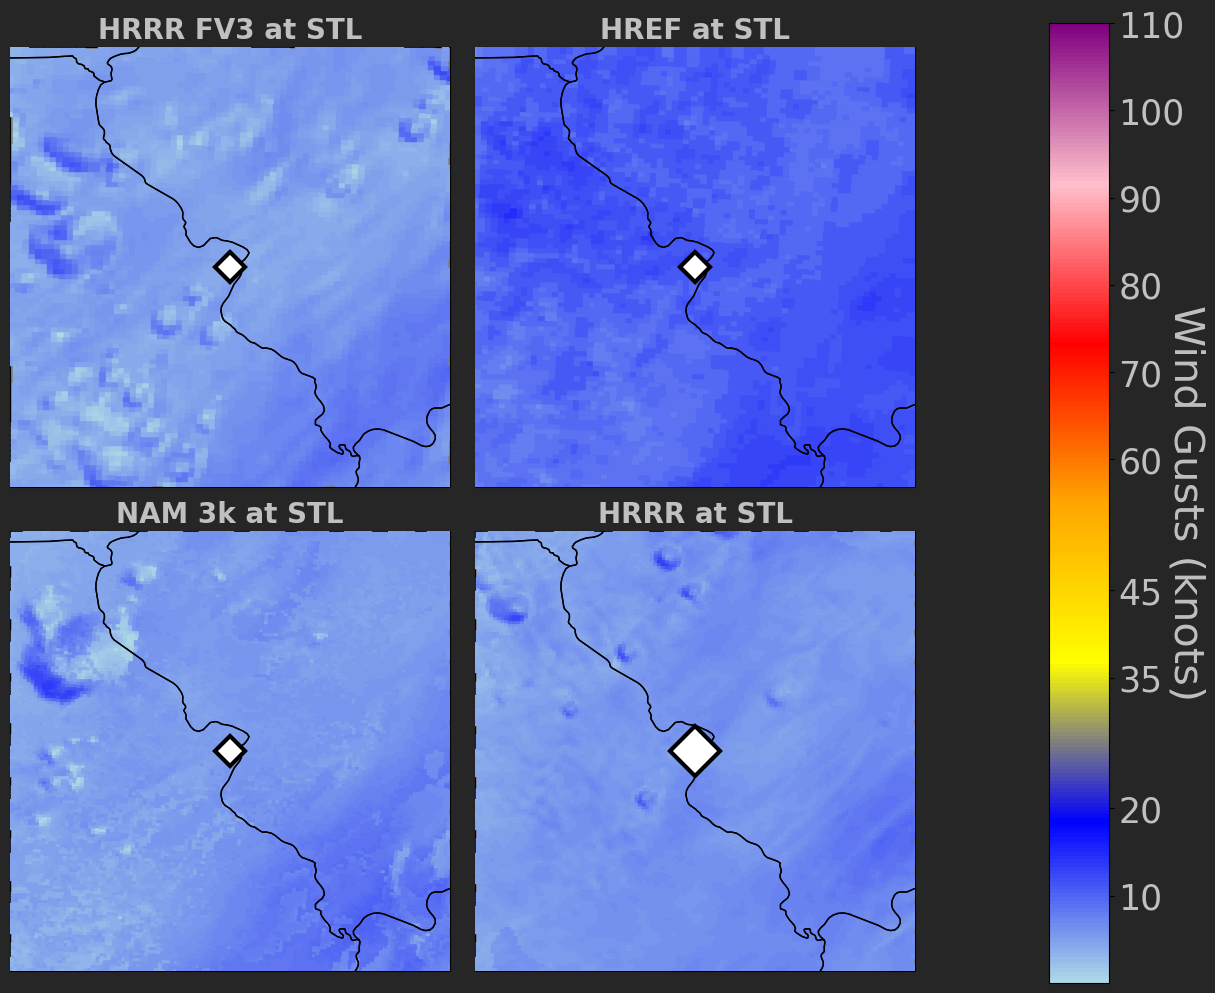 HRRR FV3 at STL
HREF at STL
NAM 3k at STL
HRRR at STL
110
100
90
80
70
60
45
35
20
10
Wind Gusts (knots)